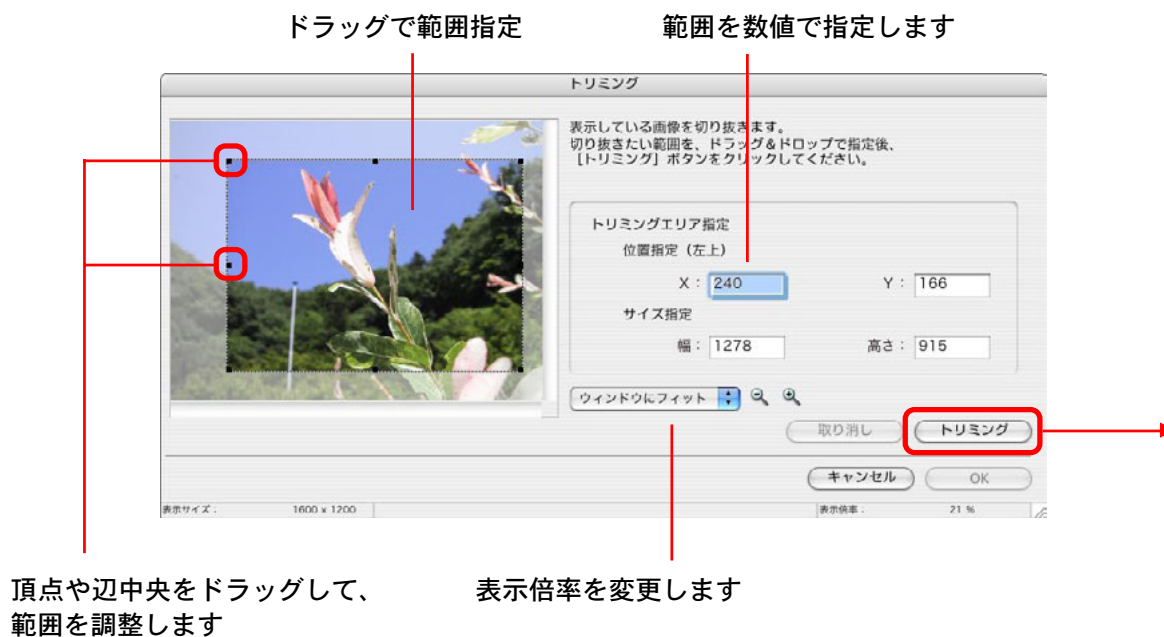 ドラッグで範囲指定
範囲を数値で指定します
トリミング
表示している画像を切り抜きます。
切り抜きたい範囲を、ドラッグ＆ドロップで指定後、
［トリミング］ボタンをクリックしてください。
トリミングエリア指定
位置指定（左上）
X： 240 Y： 166
サイズ指定
幅： 1278 高さ： 915
ウィンドウにフィット
取り消し トリミング
キャンセル OK
表示サイズ： 1600 x 1200 表示倍率： 21 %
頂点や辺中央をドラッグして、
範囲を調整します
表示倍率を変更します